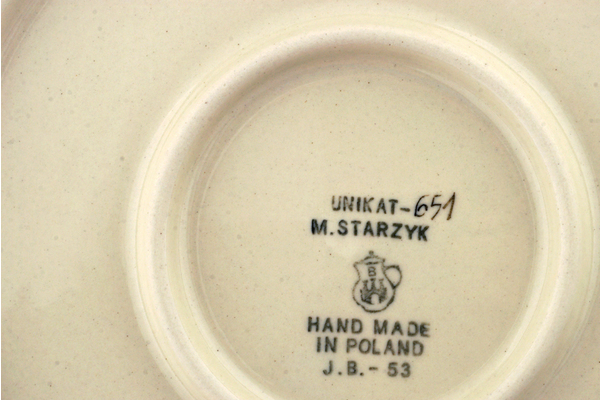 UNIKAT-651
M.STARZYK
B
HAND MADE
IN POLAND
J.B.- 53